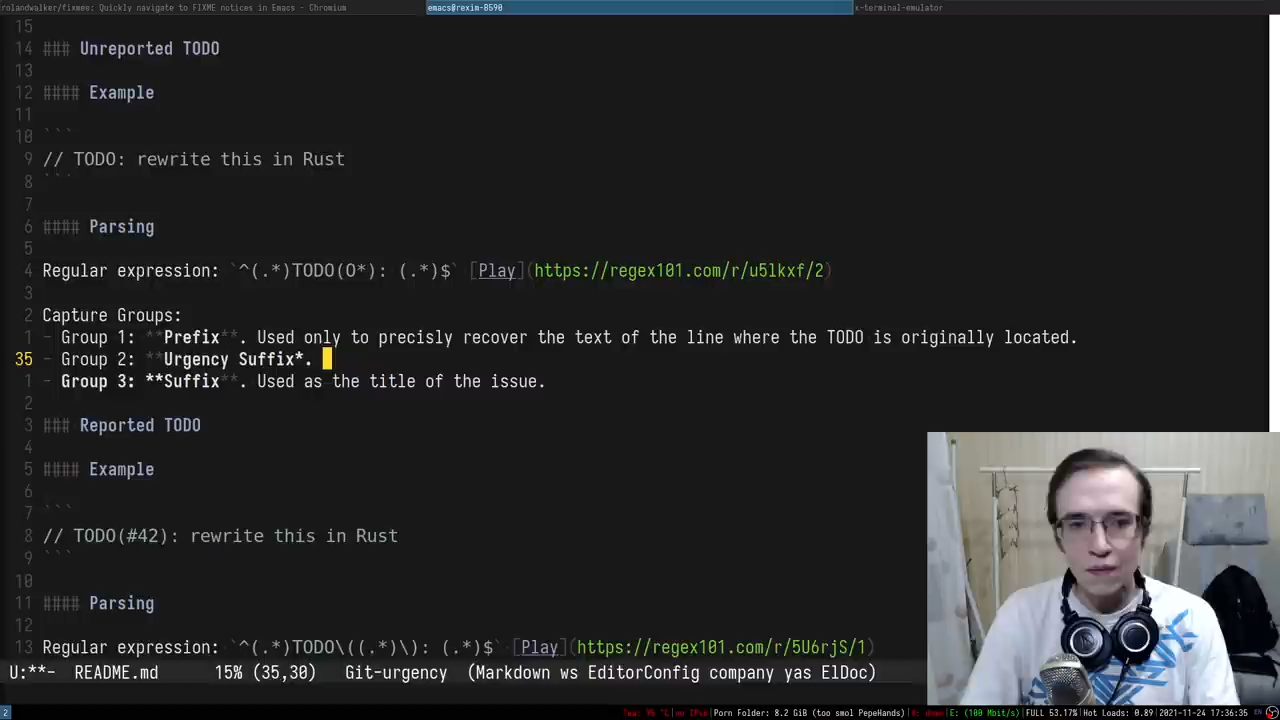 rolandwalker/fixmee: Quickly navigate to FIXME notices in Emacs - Chromium
emacs@rexim-B590
x-terminal-emulator
15
14 ### Unreported TODO
13
12 #### Example
11
10 ```
9 // TODO: rewrite this in Rust
8 ```
7
6 #### Parsing
5
4 Regular expression: `^(.*)TODO(O*): (.*)$` [Play](https://regex101.com/r/u5lkxf/2)
3
2 Capture Groups:
1 - Group 1: **Prefix**. Used only to precisly recover the text of the line where the TODO is originally located.
35 - Group 2: **Urgency Suffix*.
1 - Group 3: **Suffix**. Used as the title of the issue.
2
3 ### Reported TODO
4
5 #### Example
6
7 ```
8 // TODO(#42): rewrite this in Rust
9 ```
10
11 #### Parsing
12
13 Regular expression: `^(.*)TODO\((.*)\): (.*)$` [Play](https://regex101.com/r/5U6rjS/1)
U:**- README.md 15% (35,30) Git-urgency (Markdown ws EditorConfig company yas ElDoc)
2
Porn Folder: 8.2 GiB (too smol PepeHands)
E: (100 Mbit/s)
FULL 53.17%
Hot Loads: 0.89
2021-11-24 17:36:35